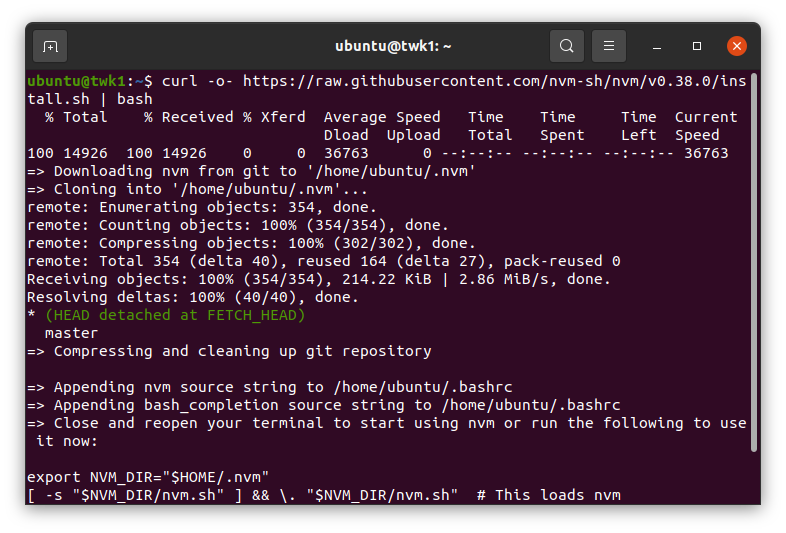 ubuntu@twk1: ~
ubuntu@twk1:~$ curl -o- https://raw.githubusercontent.com/nvm-sh/nvm/v0.38.0/ins
tall.sh | bash
  % Total    % Received % Xferd  Average Speed   Time    Time     Time  Current
                                 Dload  Upload   Total   Spent    Left  Speed
100 14926  100 14926    0     0  36763      0 --:--:-- --:--:-- --:--:-- 36763
=> Downloading nvm from git to '/home/ubuntu/.nvm'
=> Cloning into '/home/ubuntu/.nvm'...
remote: Enumerating objects: 354, done.
remote: Counting objects: 100% (354/354), done.
remote: Compressing objects: 100% (302/302), done.
remote: Total 354 (delta 40), reused 164 (delta 27), pack-reused 0
Receiving objects: 100% (354/354), 214.22 KiB | 2.86 MiB/s, done.
Resolving deltas: 100% (40/40), done.
* (HEAD detached at FETCH_HEAD)
  master
=> Compressing and cleaning up git repository

=> Appending nvm source string to /home/ubuntu/.bashrc
=> Appending bash_completion source string to /home/ubuntu/.bashrc
=> Close and reopen your terminal to start using nvm or run the following to use
 it now:

export NVM_DIR="$HOME/.nvm"
[ -s "$NVM_DIR/nvm.sh" ] && \. "$NVM_DIR/nvm.sh"  # This loads nvm